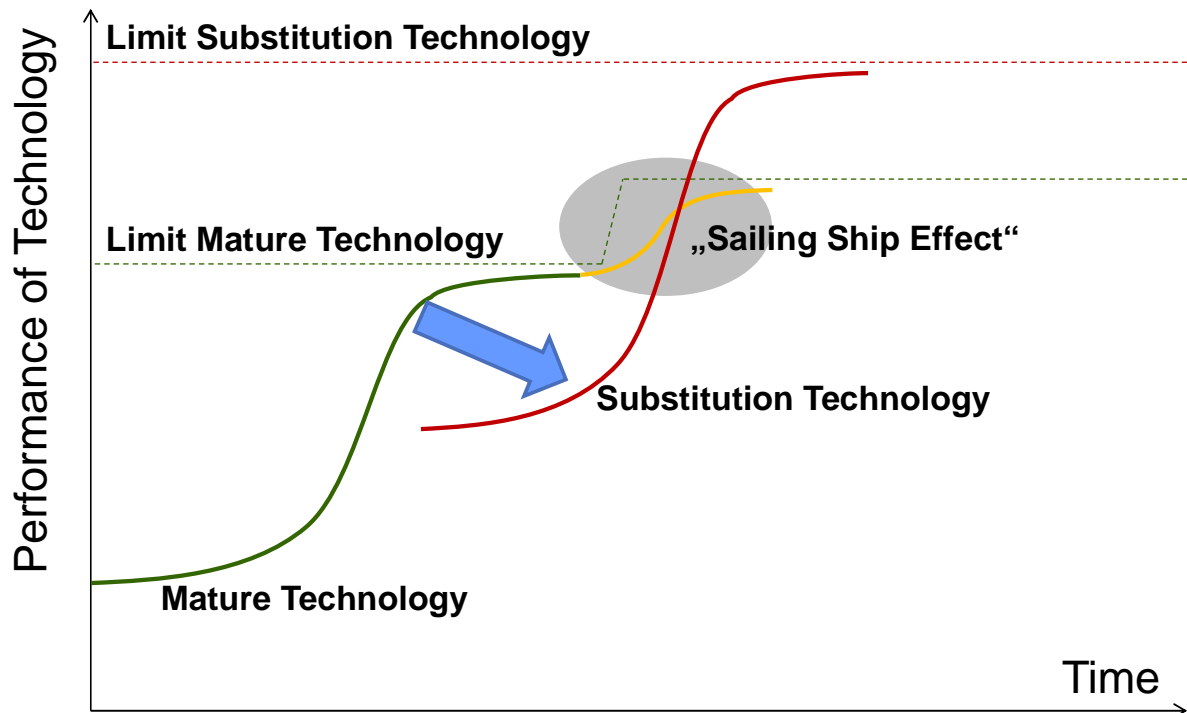 Performance of Technology
Limit Substitution Technology
Limit Mature Technology
„Sailing Ship Effect“
Substitution Technology
Mature Technology
Time